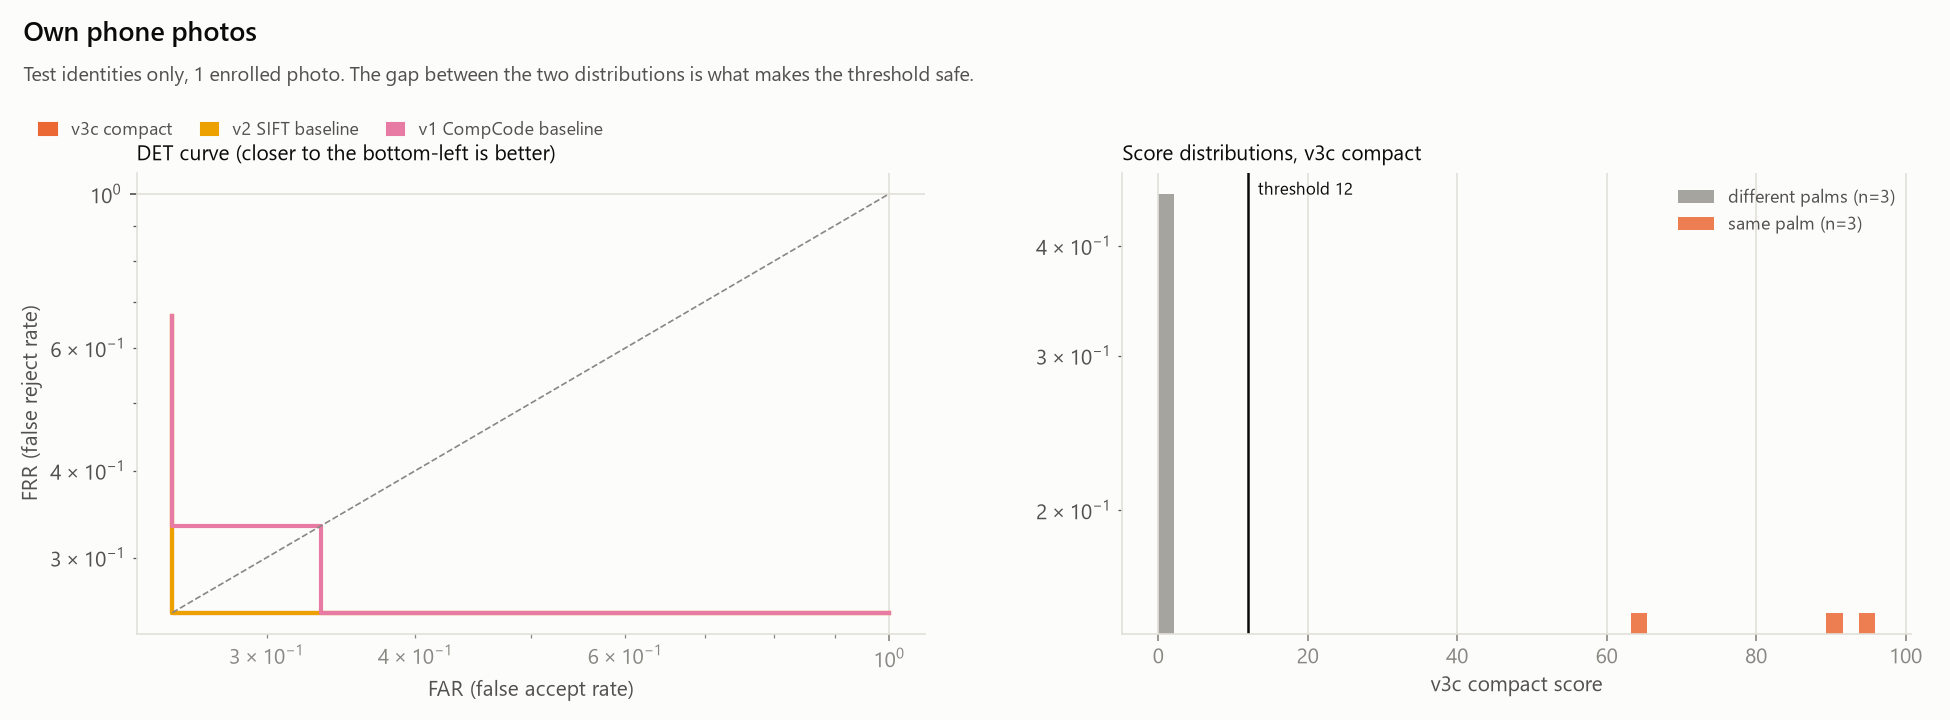 Own phone photos
Test identities only, 1 enrolled photo. The gap between the two distributions is what makes the threshold safe.
v3c compact v2 SIFT baseline v1 CompCode baseline
DET curve (closer to the bottom-left is better)
10⁰
6 × 10⁻¹
4 × 10⁻¹
3 × 10⁻¹
FRR (false reject rate)
3 × 10⁻¹ 4 × 10⁻¹ 6 × 10⁻¹ 10⁰
FAR (false accept rate)
Score distributions, v3c compact
threshold 12
different palms (n=3)
same palm (n=3)
4 × 10⁻¹
3 × 10⁻¹
2 × 10⁻¹
0 20 40 60 80 100
v3c compact score